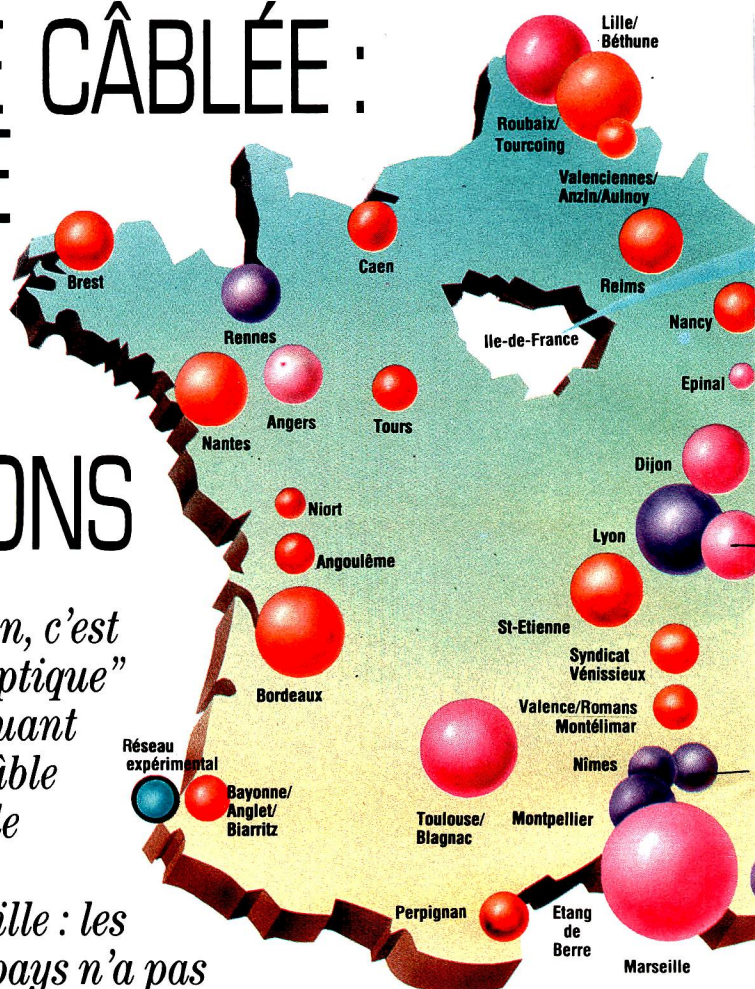 E CÂBLÉE :
E
ONS
n, c'est
ptique"
uant
âble
le
ille : les
pays n'a pas
Lille/
Béthune
Roubaix/
Tourcoing
Valenciennes/
Anzin/Aulnoy
Caen
Brest
Reims
Rennes
Nancy
Ile-de-France
Epinal
Angers
Tours
Nantes
Dijon
Niort
Lyon
Angoulême
St-Etienne
Syndicat
Vénissieux
Bordeaux
Valence/Romans
Montélimar
Réseau
expérimental
Nîmes
Bayonne/
Anglet/
Biarritz
Toulouse/
Blagnac
Montpellier
Perpignan
Etang
de
Berre
Marseille